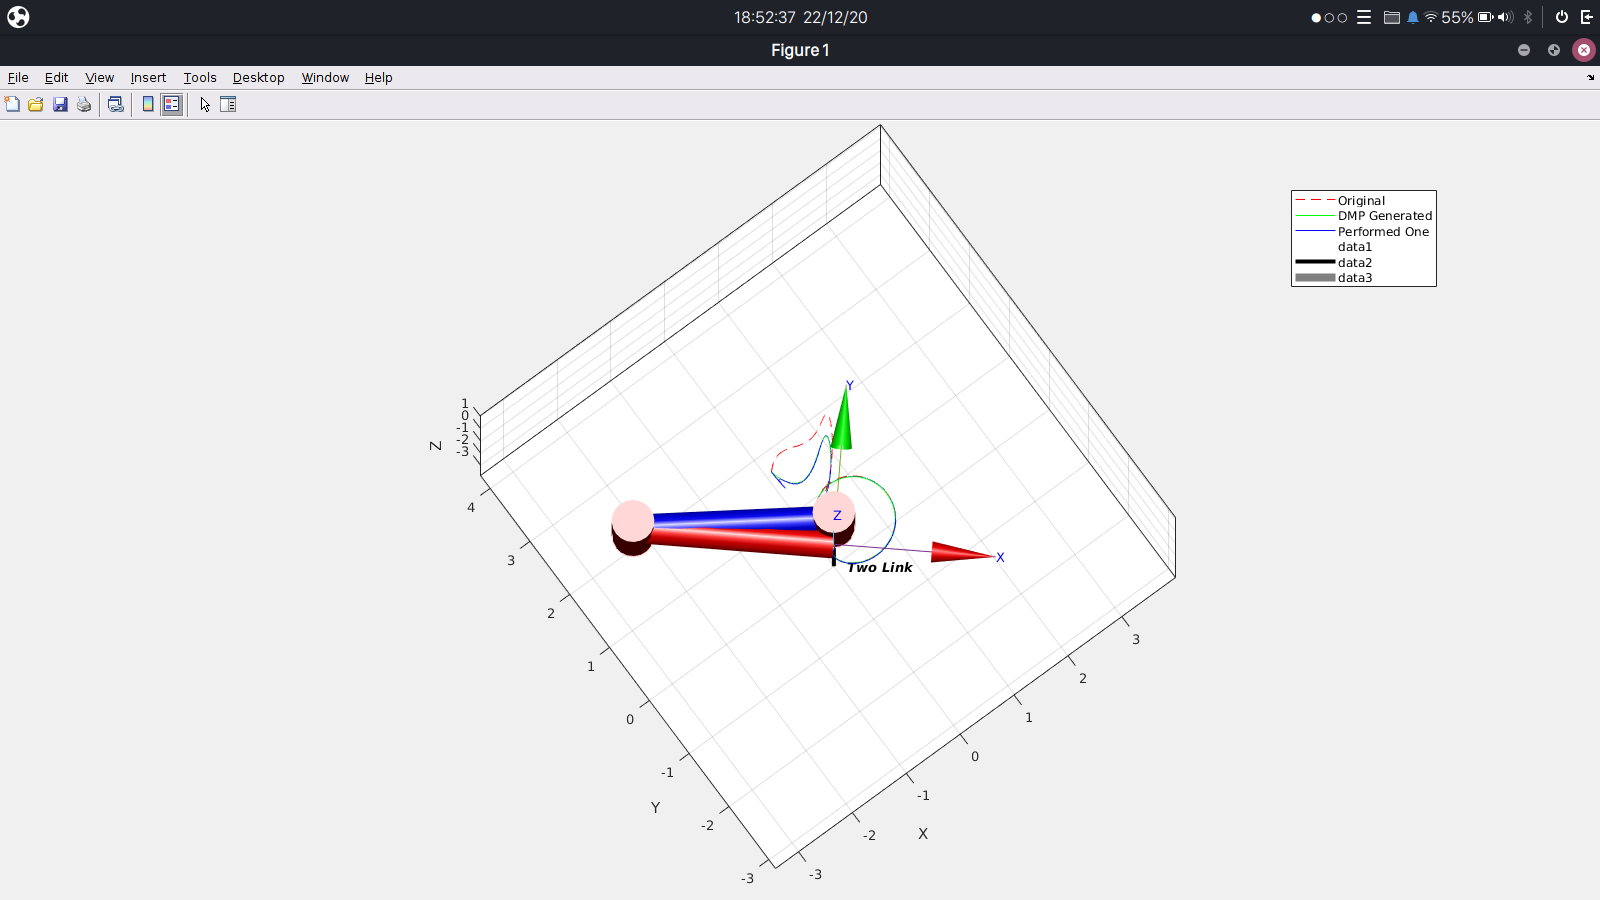 18:52:37 22/12/20
55%
Figure 1
File Edit View Insert Tools Desktop Window Help
Original
DMP Generated
Performed One
data1
data2
data3
Y
Z
X
Two Link
1
0
-1
-2
-3
Z
4
3
2
1
0
-1
-2
-3
Y
3
2
1
0
-1
-2
-3
X